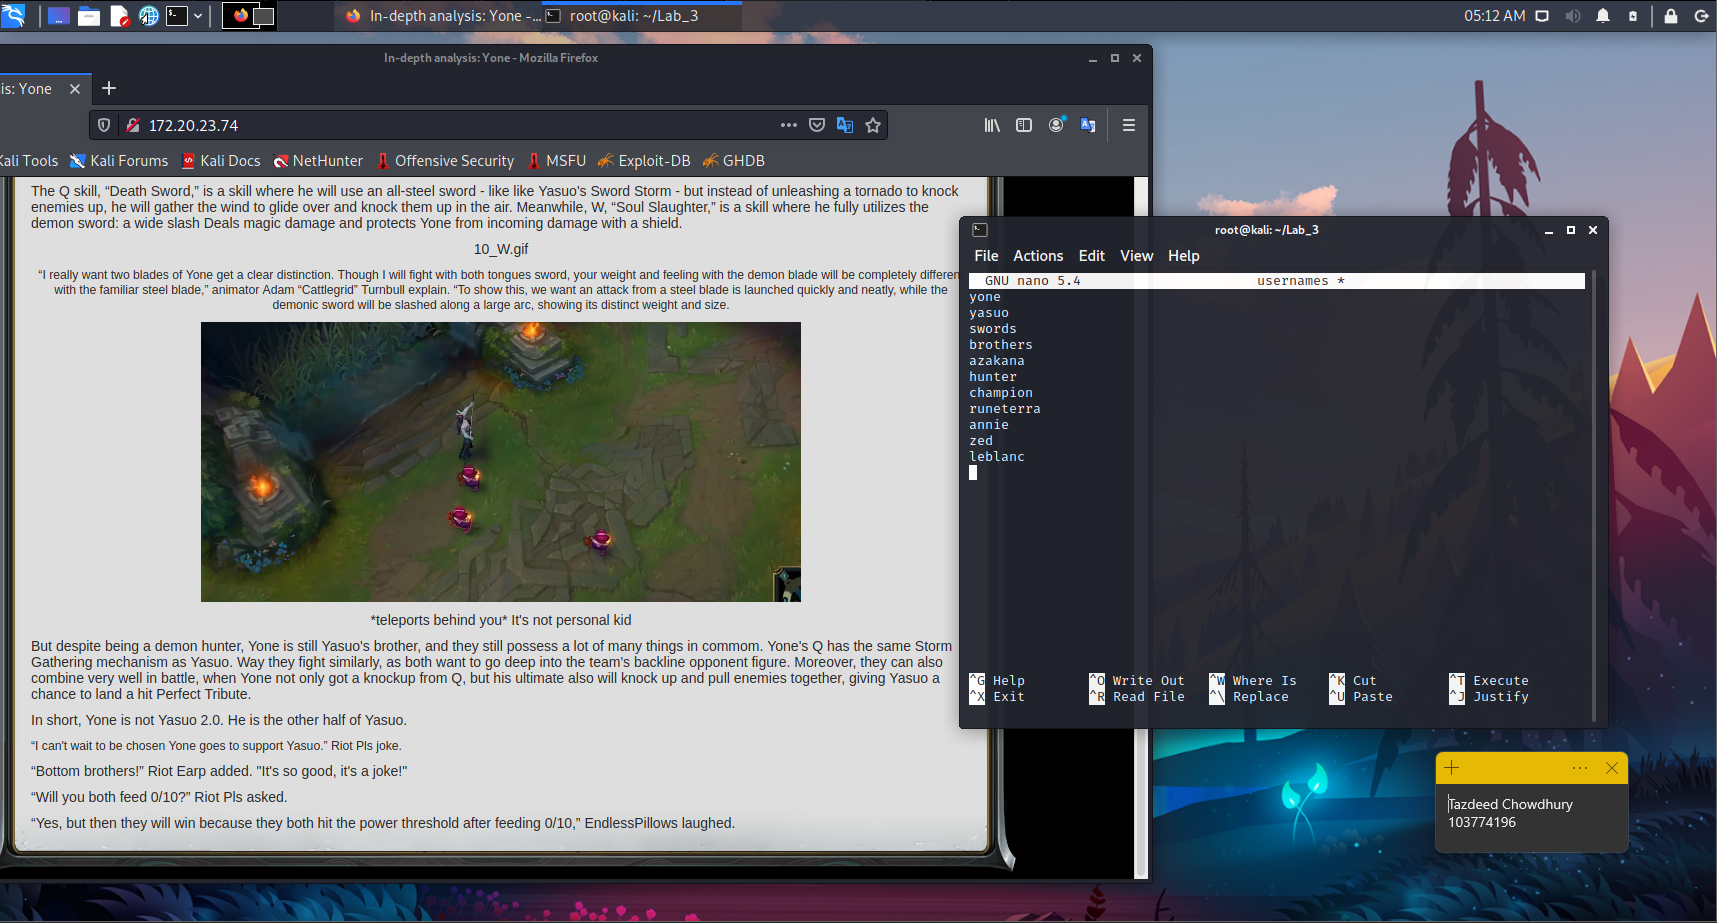 In-depth analysis: Yone -...
root@kali: ~/Lab_3
05:12 AM
In-depth analysis: Yone - Mozilla Firefox
is: Yone
172.20.23.74
Kali Tools
Kali Forums
Kali Docs
NetHunter
Offensive Security
MSFU
Exploit-DB
GHDB
The Q skill, “Death Sword,” is a skill where he will use an all-steel sword - like like Yasuo's Sword Storm - but instead of unleashing a tornado to knock
enemies up, he will gather the wind to glide over and knock them up in the air. Meanwhile, W, “Soul Slaughter,” is a skill where he fully utilizes the
demon sword: a wide slash Deals magic damage and protects Yone from incoming damage with a shield.
10_W.gif
“I really want two blades of Yone get a clear distinction. Though I will fight with both tongues sword, your weight and feeling with the demon blade will be completely differen
with the familiar steel blade,” animator Adam “Cattlegrid” Turnbull explain. “To show this, we want an attack from a steel blade is launched quickly and neatly, while the
demonic sword will be slashed along a large arc, showing its distinct weight and size.
*teleports behind you* It's not personal kid
But despite being a demon hunter, Yone is still Yasuo's brother, and they still possess a lot of many things in commom. Yone's Q has the same Storm
Gathering mechanism as Yasuo. Way they fight similarly, as both want to go deep into the team's backline opponent figure. Moreover, they can also
combine very well in battle, when Yone not only got a knockup from Q, but his ultimate also will knock up and pull enemies together, giving Yasuo a
chance to land a hit Perfect Tribute.
In short, Yone is not Yasuo 2.0. He is the other half of Yasuo.
“I can't wait to be chosen Yone goes to support Yasuo.” Riot Pls joke.
“Bottom brothers!” Riot Earp added. "It's so good, it's a joke!"
“Will you both feed 0/10?” Riot Pls asked.
“Yes, but then they will win because they both hit the power threshold after feeding 0/10,” EndlessPillows laughed.
root@kali: ~/Lab_3
File Actions Edit View Help
GNU nano 5.4 usernames *
yone
yasuo
swords
brothers
azakana
hunter
champion
runeterra
annie
zed
leblanc
^G Help ^O Write Out ^W Where Is ^K Cut ^T Execute
^X Exit ^R Read File ^\ Replace ^U Paste ^J Justify
Tazdeed Chowdhury
103774196